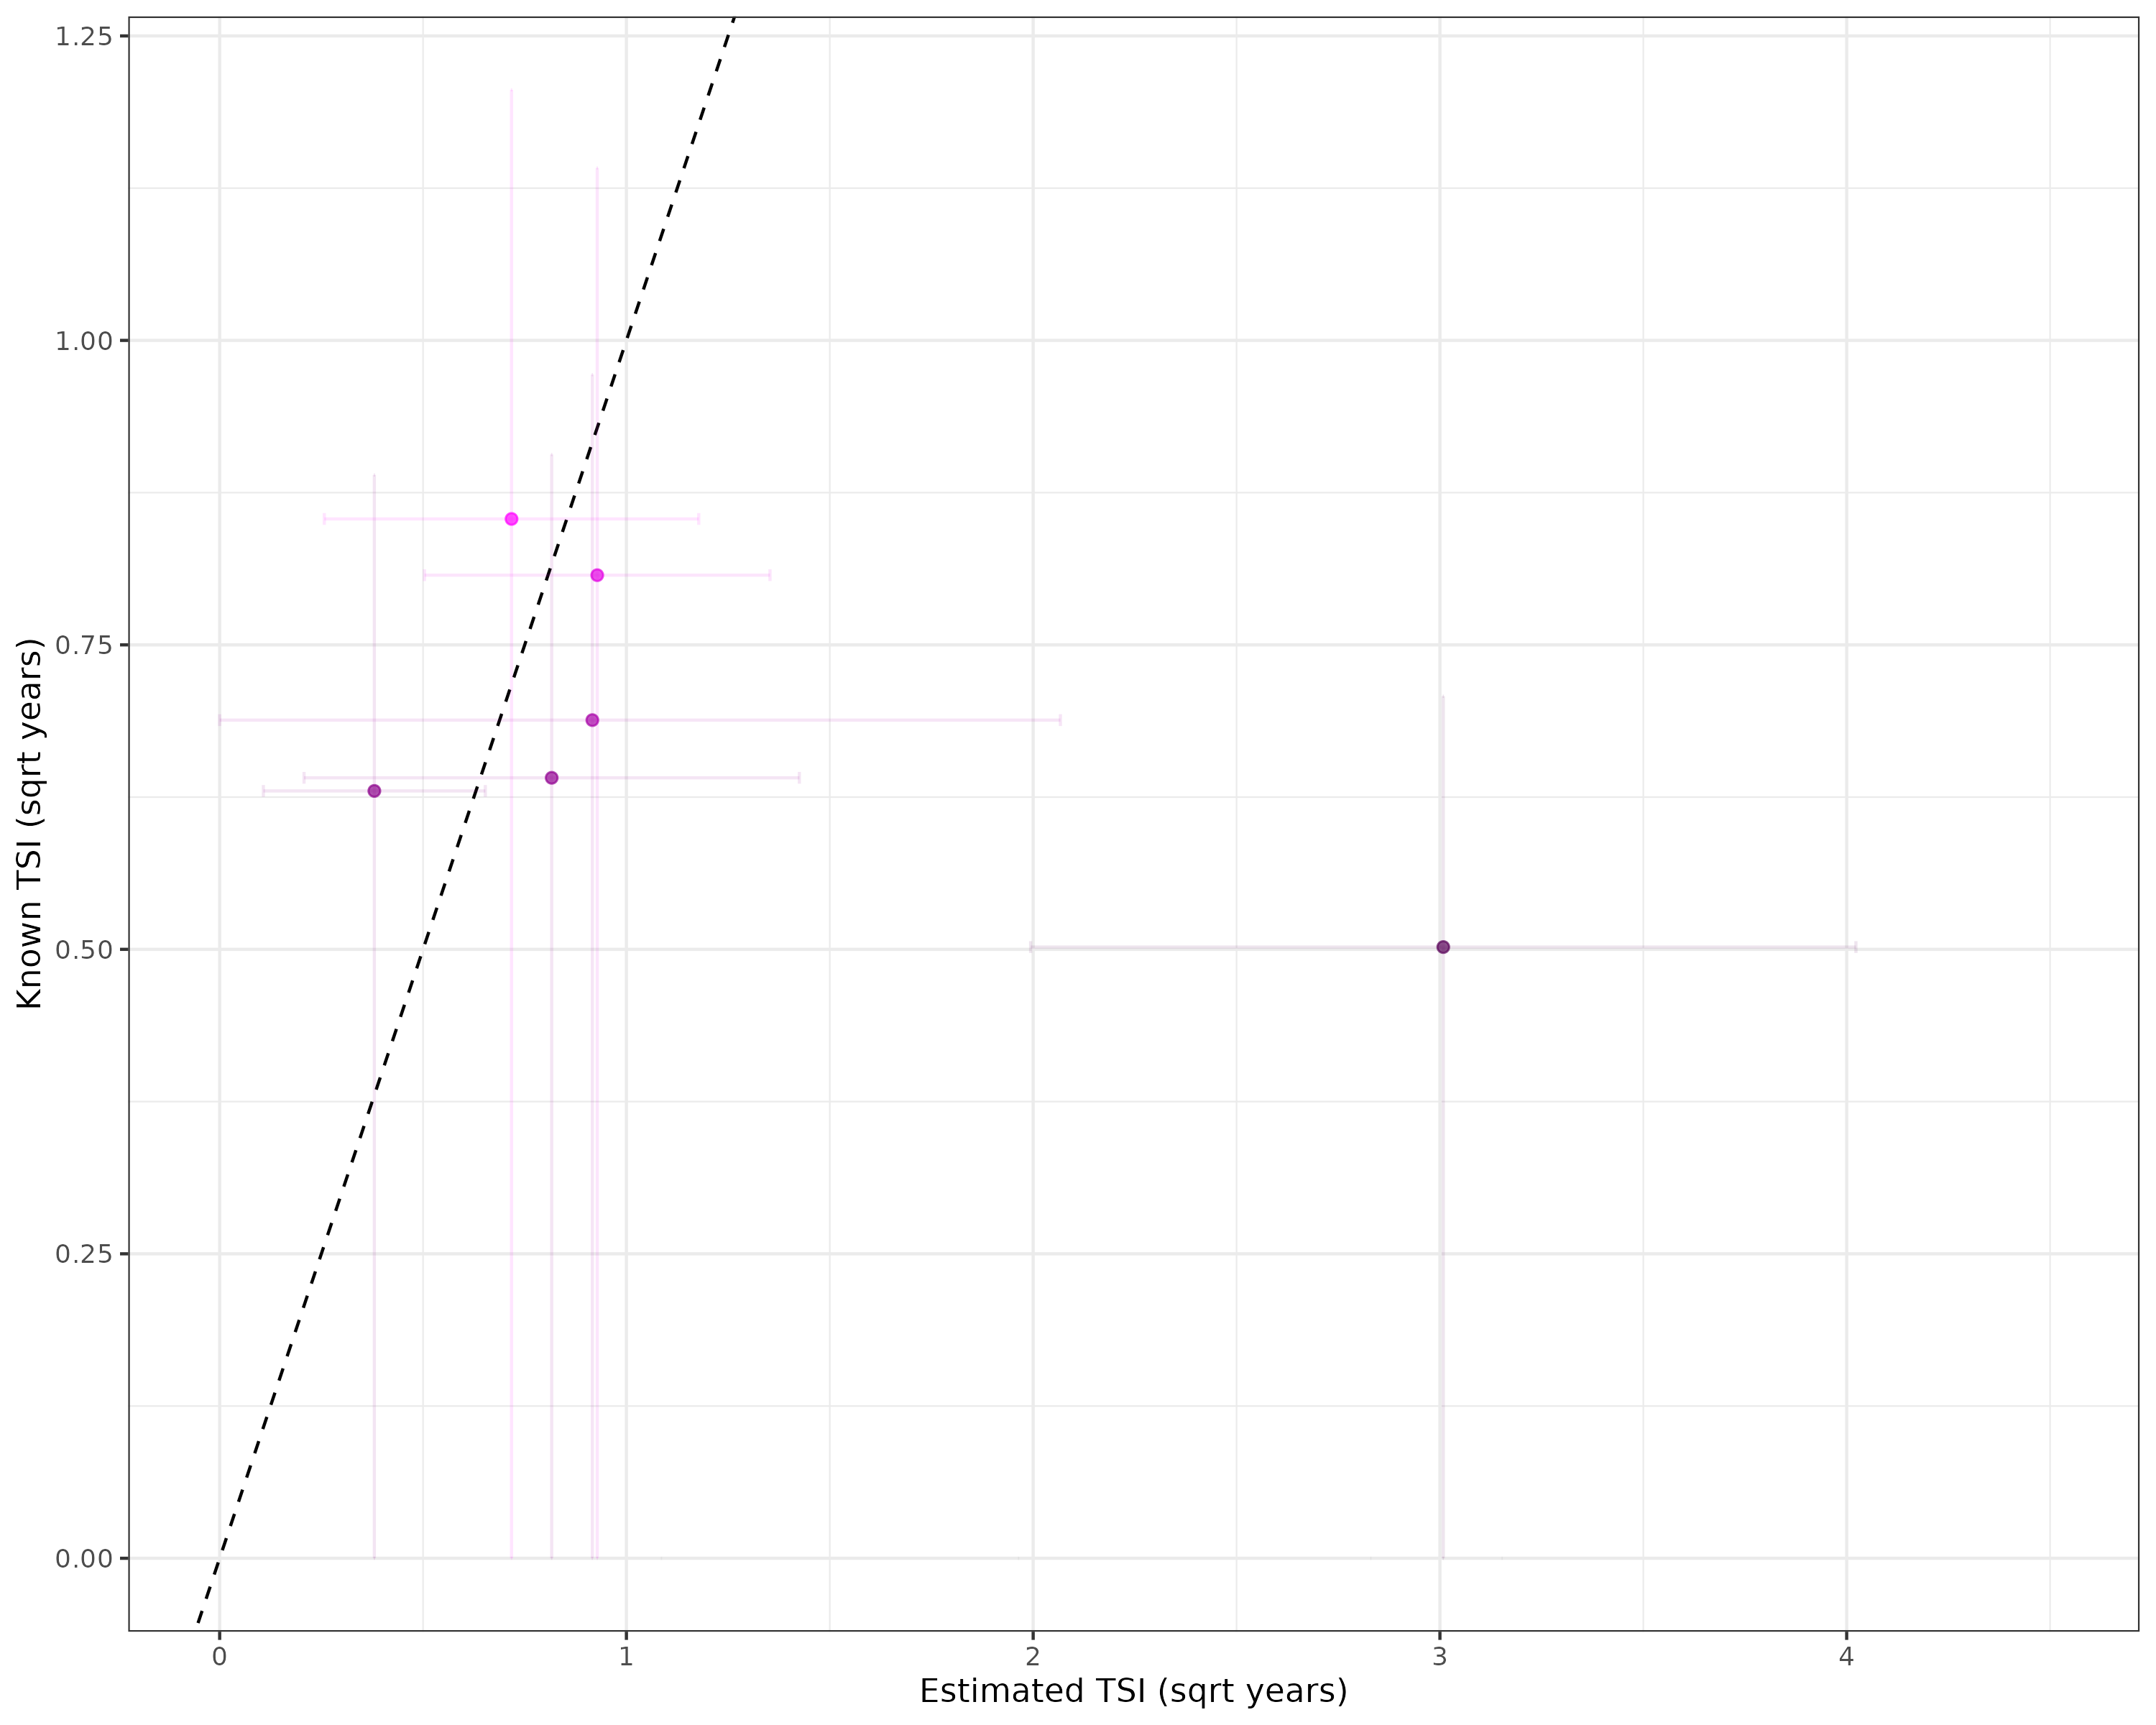 Known TSI (sqrt years)
1.25
1.00
0.75
0.50
0.25
0.00
0 1 2 3 4
Estimated TSI (sqrt years)